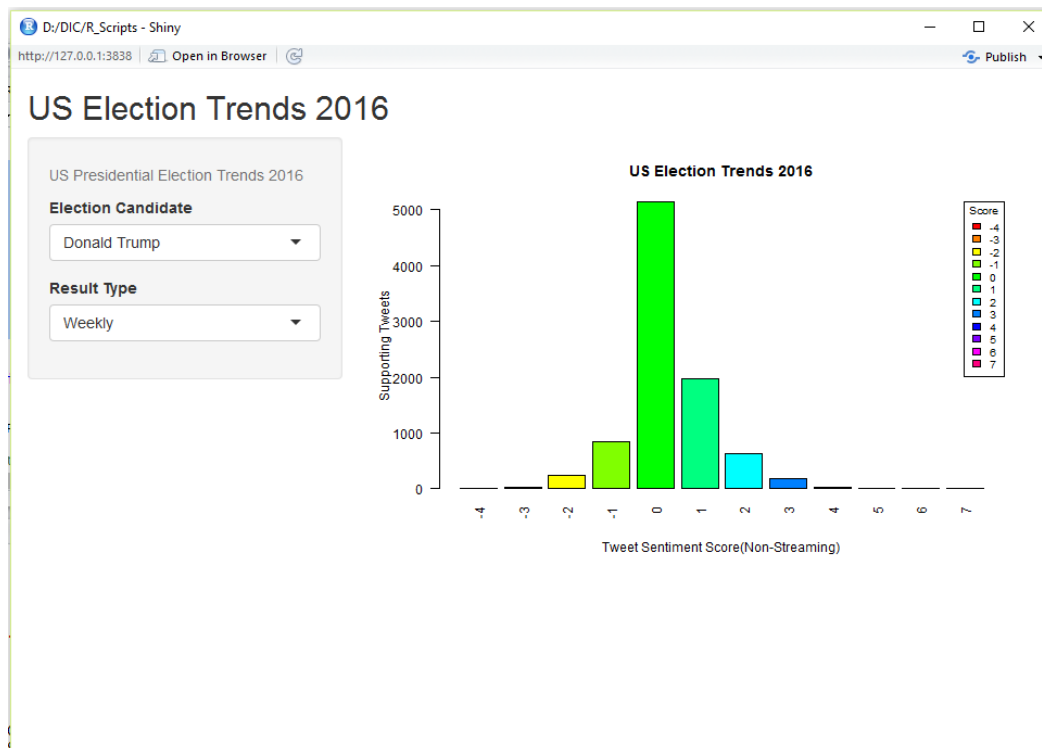 D:/DIC/R_Scripts - Shiny
http://127.0.0.1:3838 Open in Browser Publish
US Election Trends 2016
US Presidential Election Trends 2016
Election Candidate
Donald Trump
Result Type
Weekly
US Election Trends 2016
Supporting Tweets
5000
4000
3000
2000
1000
0
-4 -3 -2 -1 0 1 2 3 4 5 6 7
Tweet Sentiment Score(Non-Streaming)
Score
-4
-3
-2
-1
0
1
2
3
4
5
6
7